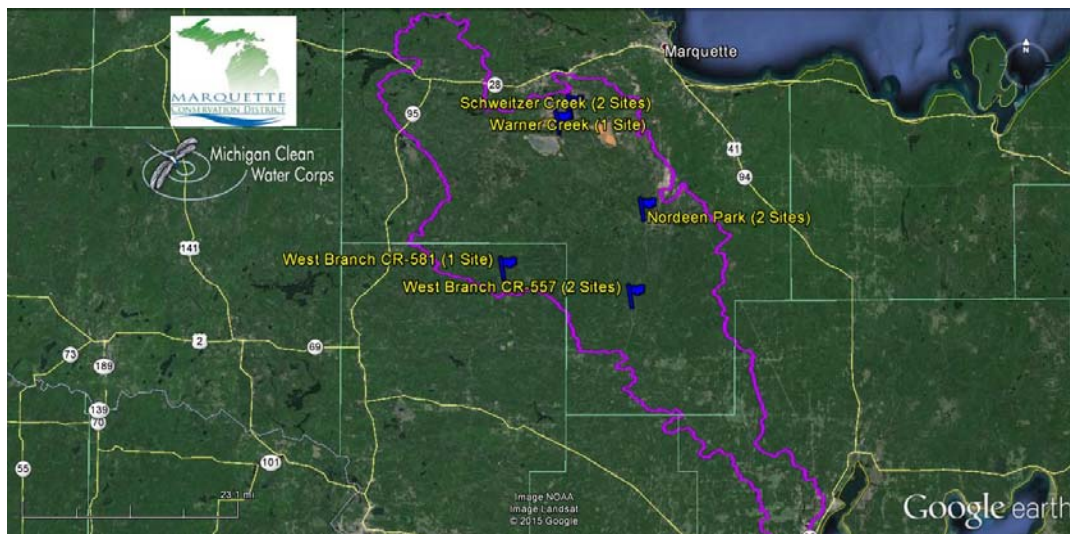 MARQUETTE
CONSERVATION DISTRICT
Michigan Clean
Water Corps
Marquette
N
28
95
Schweitzer Creek (2 Sites)
Warner Creek (1 Site)
41
94
Nordeen Park (2 Sites)
141
West Branch CR-581 (1 Site)
West Branch CR-557 (2 Sites)
2
69
73
189
139
70
101
55
23.1 mi
Image NOAA
Image Landsat
© 2015 Google
Google earth